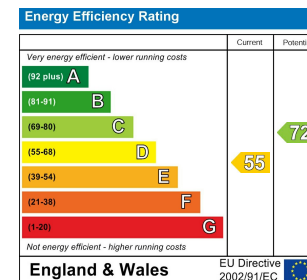 Energy Efficiency Rating
Current Potenti
Very energy efficient - lower running costs
(92 plus) A
(81-91) B
(69-80) C
72
(55-68) D
55
(39-54) E
(21-38) F
(1-20) G
Not energy efficient - higher running costs
England & Wales
EU Directive
2002/91/EC